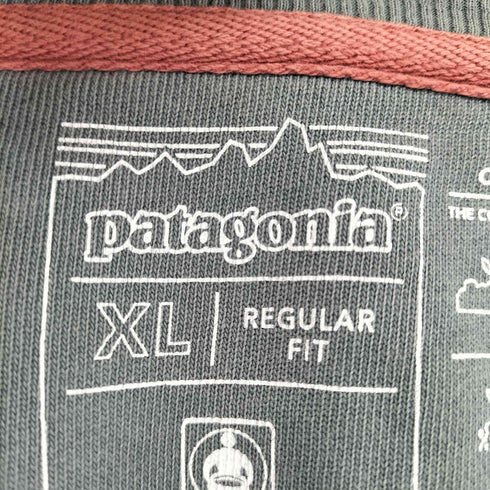 patagonia®
XL
REGULAR
FIT
THE